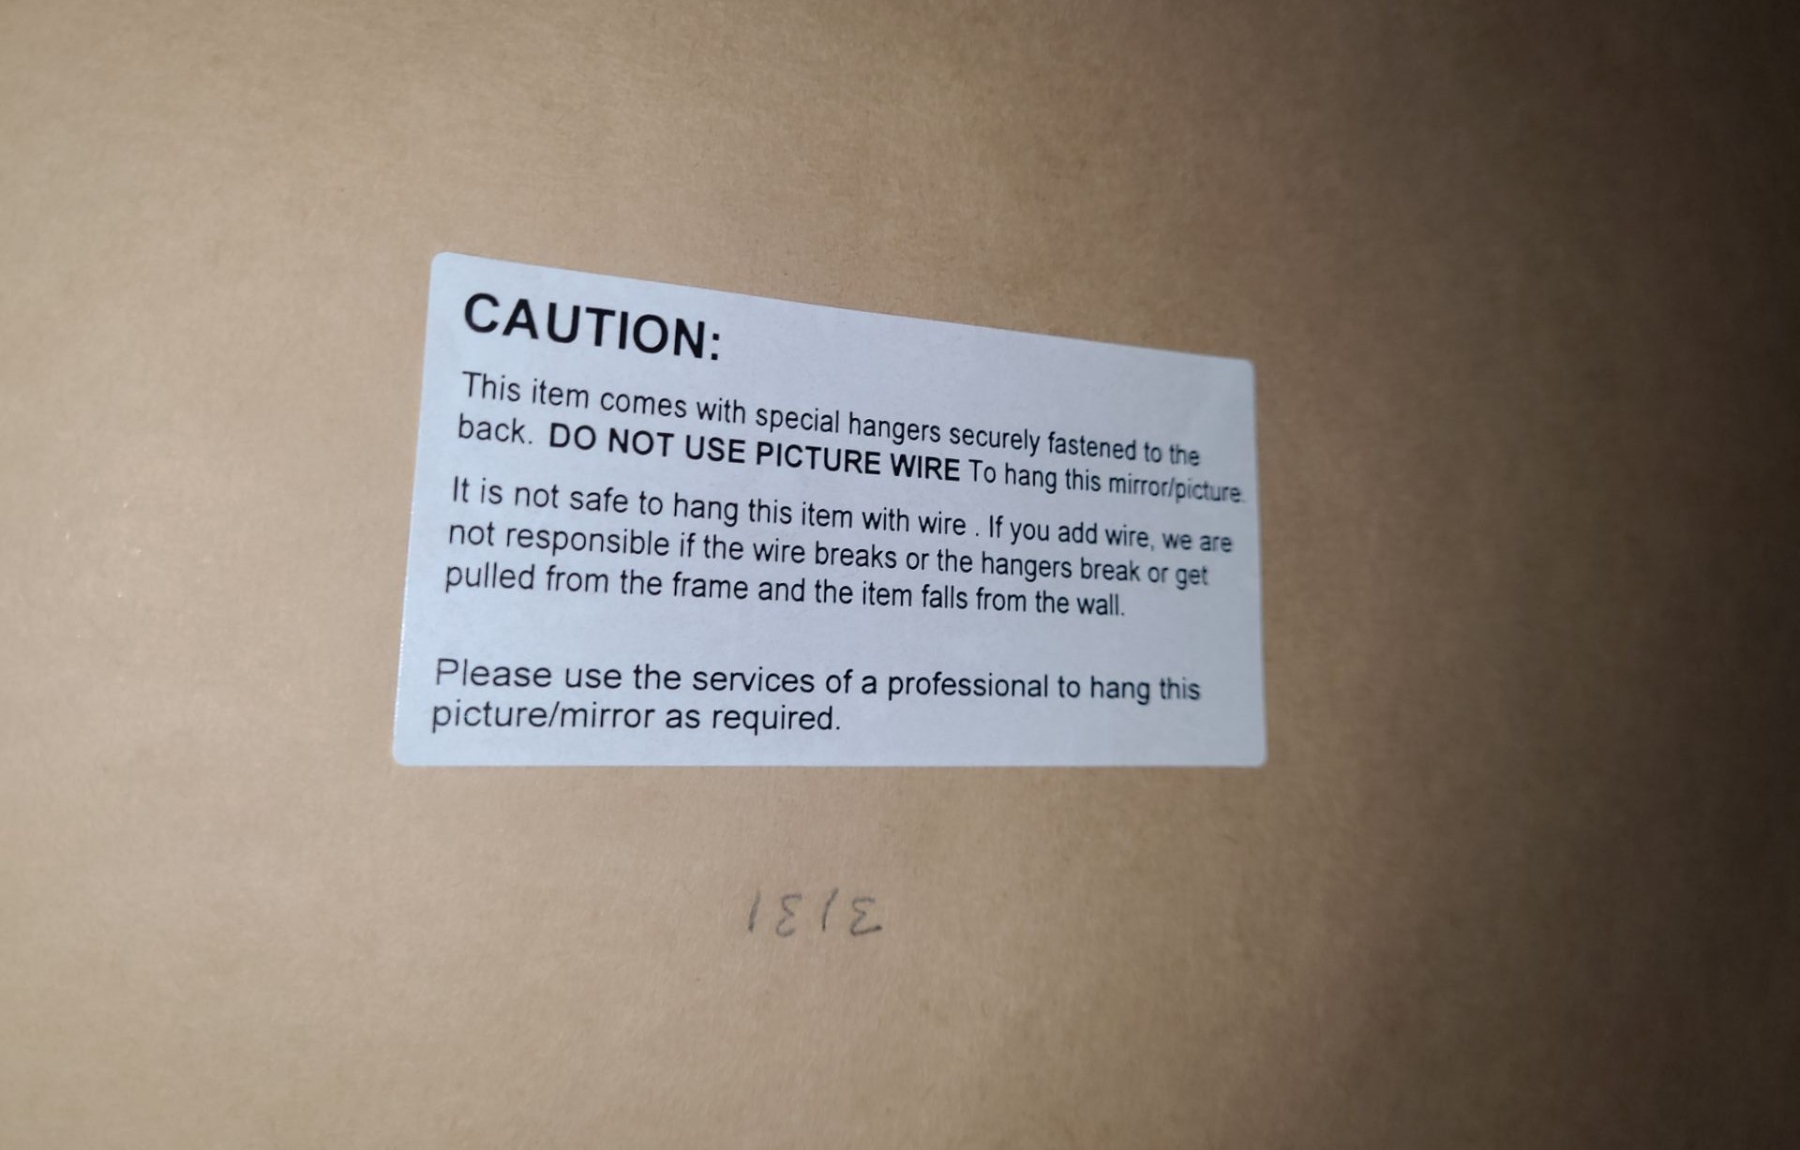 CAUTION:
This item comes with special hangers securely fastened to the
back. DO NOT USE PICTURE WIRE To hang this mirror/picture.
It is not safe to hang this item with wire . If you add wire, we are
not responsible if the wire breaks or the hangers break or get
pulled from the frame and the item falls from the wall.
Please use the services of a professional to hang this
picture/mirror as required.
3131